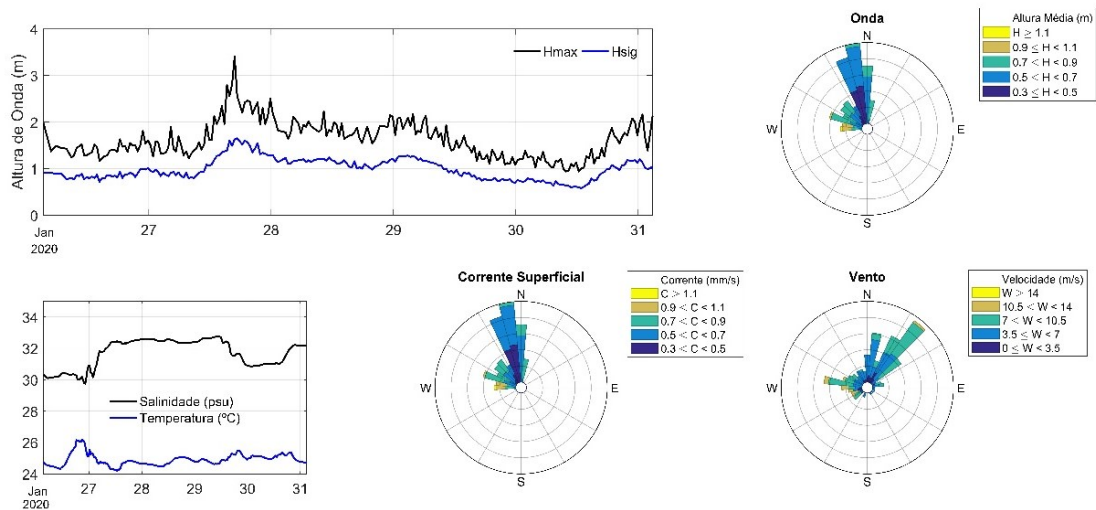 Altura de Onda (m)
4
3
2
1
0
Hmax Hsig
Jan
2020
27
28
29
30
31
Onda
N
W E
S
Altura Média (m)
H ≥ 1.1
0.9 ≤ H < 1.1
0.7 < H < 0.9
0.5 < H < 0.7
0.3 ≤ H < 0.5
34
32
30
28
26
24
Salinidade (psu)
Temperatura (ºC)
Jan
2020
27
28
29
30
31
Corrente Superficial
N
W E
S
Corrente (mm/s)
C > 1.1
0.9 < C < 1.1
0.7 < C < 0.9
0.5 < C < 0.7
0.3 < C < 0.5
Vento
N
W E
S
Velocidade (m/s)
W > 14
10.5 < W < 14
7 < W < 10.5
3.5 ≤ W < 7
0 ≤ W < 3.5